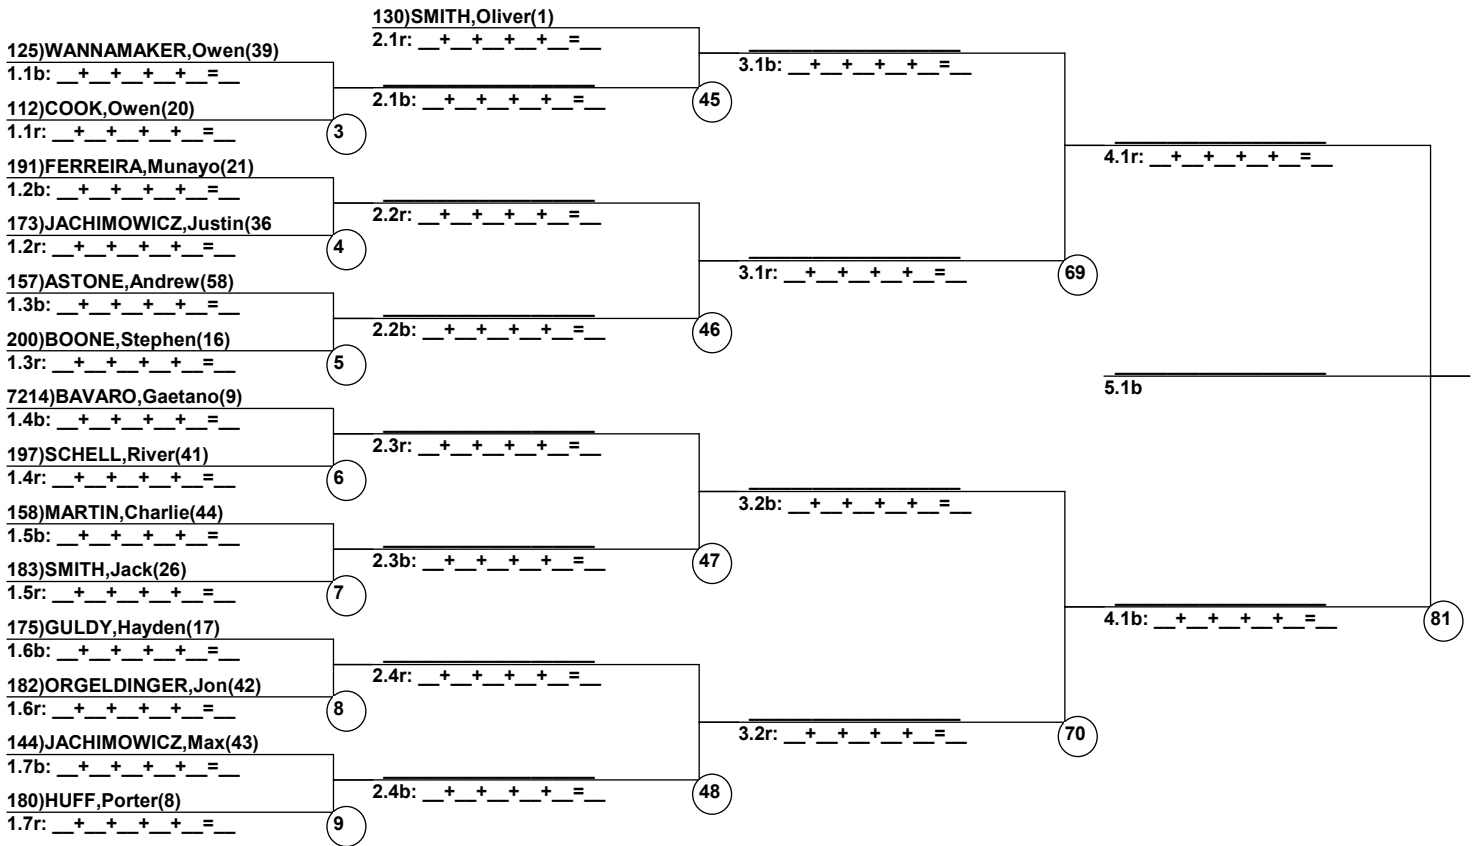 130)SMITH,Oliver(1)
2.1r: __+__+__+__+__=__
125)WANNAMAKER,Owen(39)
1.1b: __+__+__+__+__=__
3.1b: __+__+__+__+__=__
2.1b: __+__+__+__+__=__
45
112)COOK,Owen(20)
1.1r: __+__+__+__+__=__
3
4.1r: __+__+__+__+__=__
191)FERREIRA,Munayo(21)
1.2b: __+__+__+__+__=__
2.2r: __+__+__+__+__=__
173)JACHIMOWICZ,Justin(36
1.2r: __+__+__+__+__=__
4
3.1r: __+__+__+__+__=__
69
157)ASTONE,Andrew(58)
1.3b: __+__+__+__+__=__
2.2b: __+__+__+__+__=__
46
200)BOONE,Stephen(16)
1.3r: __+__+__+__+__=__
5
5.1b
7214)BAVARO,Gaetano(9)
1.4b: __+__+__+__+__=__
2.3r: __+__+__+__+__=__
197)SCHELL,River(41)
1.4r: __+__+__+__+__=__
6
3.2b: __+__+__+__+__=__
158)MARTIN,Charlie(44)
1.5b: __+__+__+__+__=__
2.3b: __+__+__+__+__=__
47
183)SMITH,Jack(26)
1.5r: __+__+__+__+__=__
7
4.1b: __+__+__+__+__=__
81
175)GULDY,Hayden(17)
1.6b: __+__+__+__+__=__
2.4r: __+__+__+__+__=__
182)ORGELDINGER,Jon(42)
1.6r: __+__+__+__+__=__
8
3.2r: __+__+__+__+__=__
70
144)JACHIMOWICZ,Max(43)
1.7b: __+__+__+__+__=__
2.4b: __+__+__+__+__=__
48
180)HUFF,Porter(8)
1.7r: __+__+__+__+__=__
9